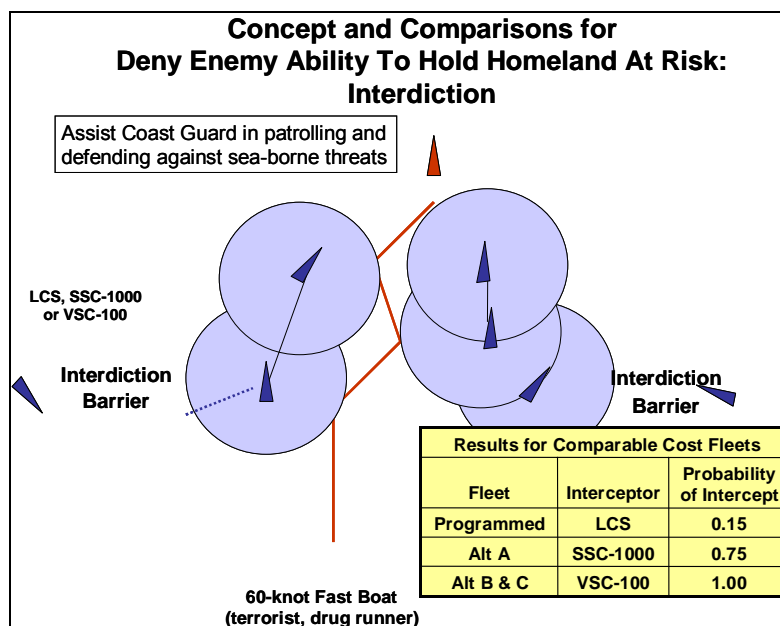 Concept and Comparisons for
Deny Enemy Ability To Hold Homeland At Risk:
Interdiction
Assist Coast Guard in patrolling and
defending against sea-borne threats
LCS, SSC-1000
or VSC-100
Interdiction
Barrier
Interdiction
Barrier
Results for Comparable Cost Fleets
Fleet Interceptor Probability of Intercept
Programmed LCS 0.15
Alt A SSC-1000 0.75
Alt B & C VSC-100 1.00
60-knot Fast Boat
(terrorist, drug runner)